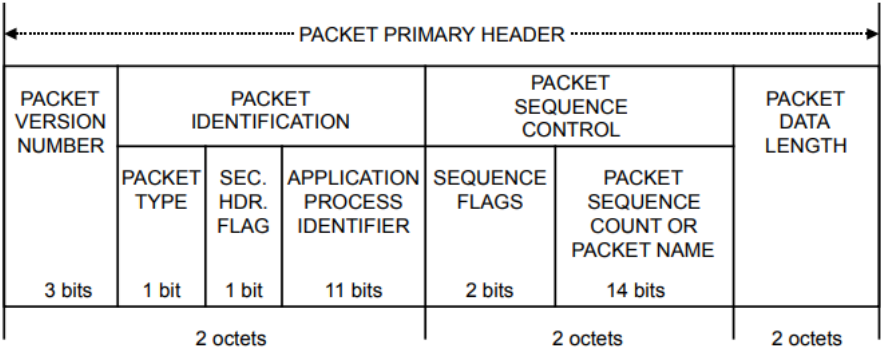 PACKET PRIMARY HEADER
PACKET
VERSION
NUMBER
3 bits
PACKET
IDENTIFICATION
PACKET
TYPE
1 bit
SEC.
HDR.
FLAG
1 bit
APPLICATION
PROCESS
IDENTIFIER
11 bits
PACKET
SEQUENCE
CONTROL
SEQUENCE
FLAGS
2 bits
PACKET
SEQUENCE
COUNT OR
PACKET NAME
14 bits
PACKET
DATA
LENGTH
2 octets
2 octets
2 octets